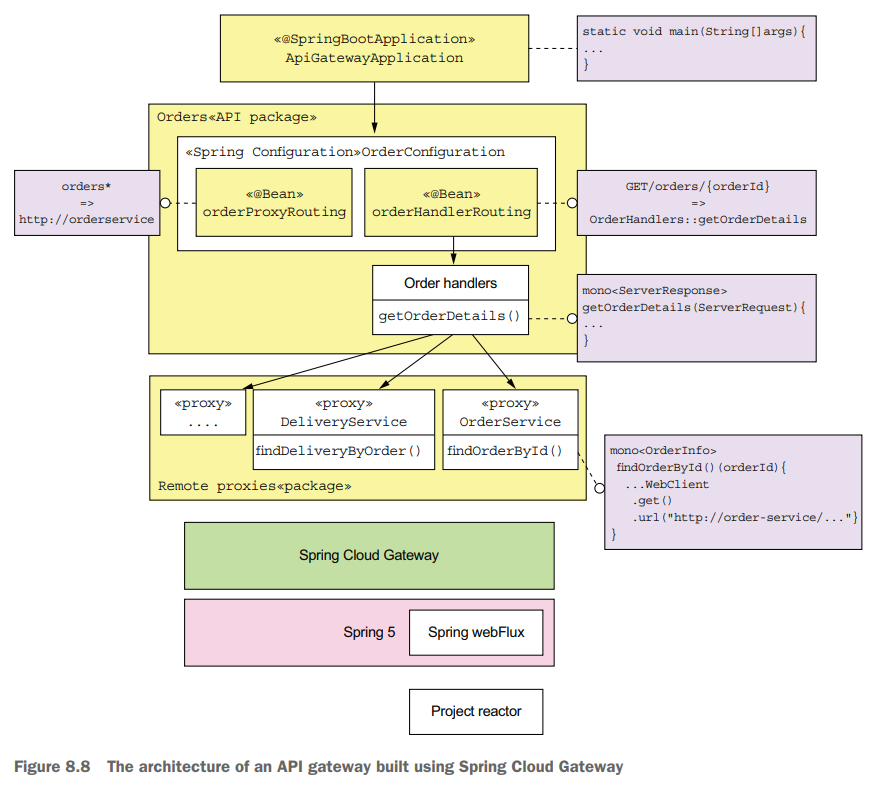 «@SpringBootApplication»
ApiGatewayApplication
static void main(String[]args){
...
}
Orders«API package»
«Spring Configuration»OrderConfiguration
orders*
=>
http://orderservice
«@Bean»
orderProxyRouting
«@Bean»
orderHandlerRouting
GET/orders/{orderId}
=>
OrderHandlers::getOrderDetails
Order handlers
getOrderDetails()
mono<ServerResponse>
getOrderDetails(ServerRequest){
...
}
«proxy»
....
«proxy»
DeliveryService
findDeliveryByOrder()
«proxy»
OrderService
findOrderById()
Remote proxies«package»
mono<OrderInfo>
findOrderById()(orderId){
...WebClient
.get()
.url("http://order-service/..."}
}
Spring Cloud Gateway
Spring 5
Spring webFlux
Project reactor
Figure 8.8 The architecture of an API gateway built using Spring Cloud Gateway